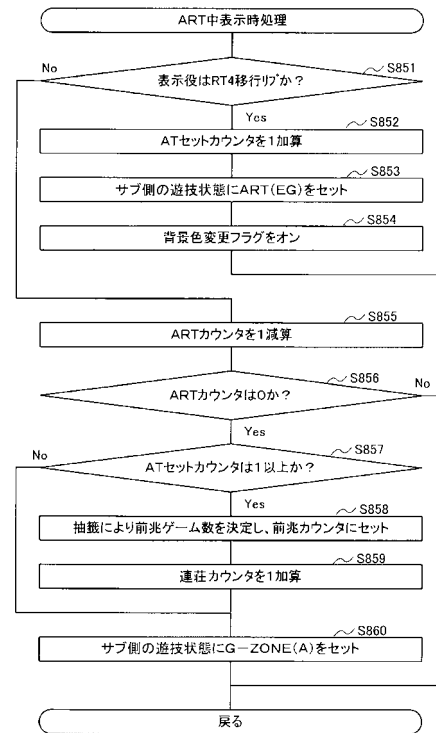 ART中表示時処理
S851
No
表示役はRT4移行リプか？
Yes
S852
ATセットカウンタを1加算
S853
サブ側の遊技状態にART(EG)をセット
S854
背景色変更フラグをオン
S855
ARTカウンタを1減算
S856
ARTカウンタは0か？
No
Yes
S857
No
ATセットカウンタは1以上か？
Yes
S858
抽籤により前兆ゲーム数を決定し、前兆カウンタにセット
S859
連荘カウンタを1加算
S860
サブ側の遊技状態にG－ZONE(A)をセット
戻る